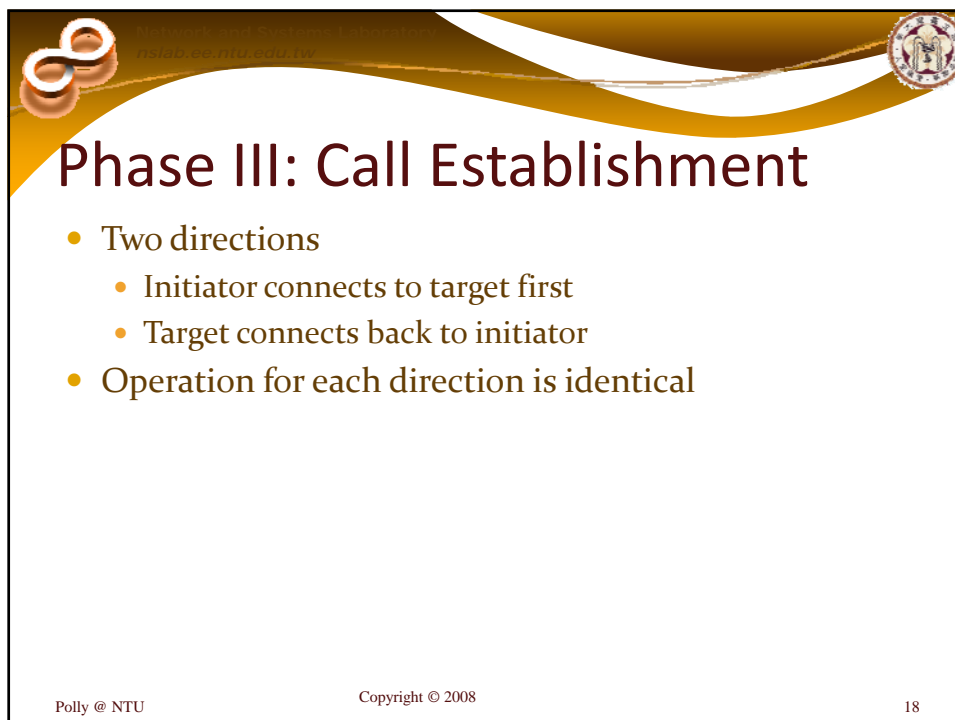 Network and Systems Laboratory
nslab.ee.ntu.edu.tw
Phase III: Call Establishment
• Two directions
• Initiator connects to target first
• Target connects back to initiator
• Operation for each direction is identical
Polly @ NTU
Copyright © 2008
18